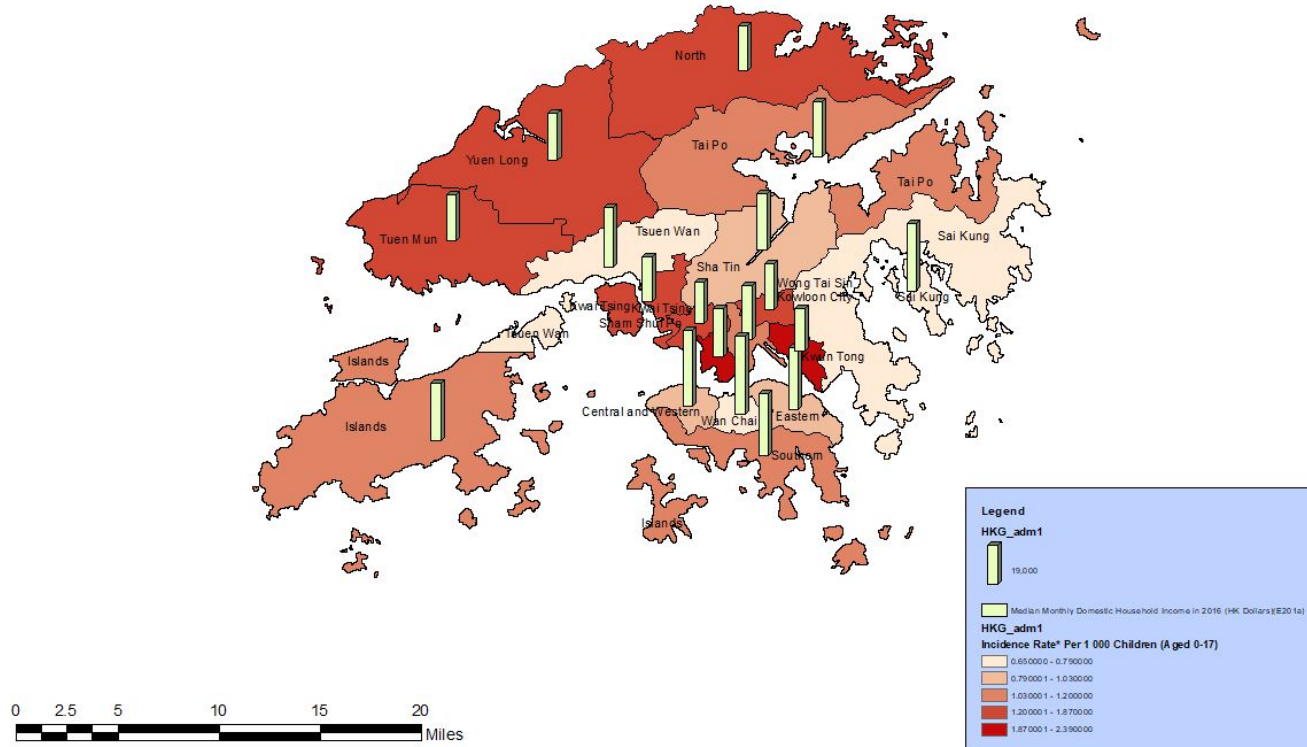 North
Yuen Long
Tai Po
Tai Po
Tuen Mun
Tsuen Wan
Sai Kung
Sha Tin
Wong Tai Sin
Kowloon City
Sai Kung
Kwai Tsing
Kwai Tsing
Sham Shui Po
Tsuen Wan
Kwun Tong
Islands
Islands
Central and Western
Wan Chai
Eastern
Southern
Islands
Legend
HKG_adm1
19,000
Median Monthly Domestic Household Income in 2016 (HK Dollars)(E201a)
HKG_adm1
Incidence Rate* Per 1 000 Children (Aged 0-17)
0.650000 - 0.790000
0.790001 - 1.030000
1.030001 - 1.200000
1.200001 - 1.870000
1.870001 - 2.390000
0 2.5 5 10 15 20
Miles